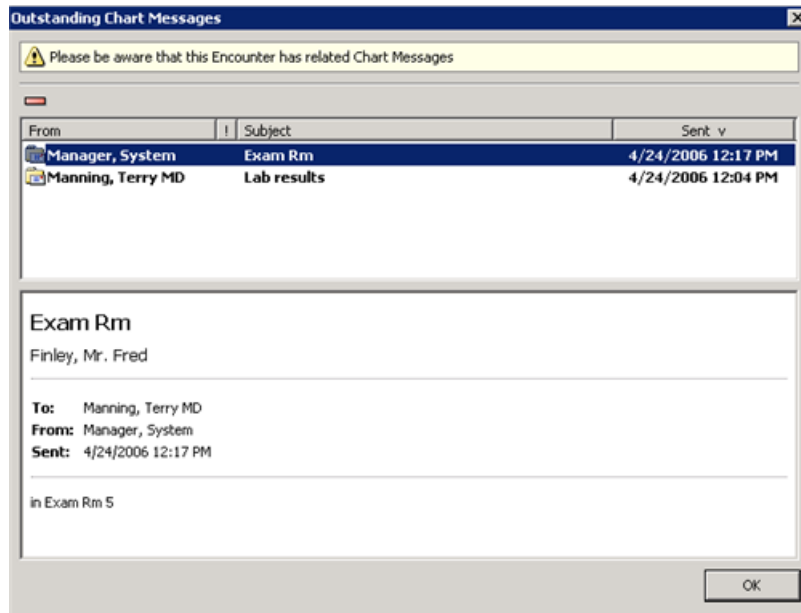 Outstanding Chart Messages
Please be aware that this Encounter has related Chart Messages
From ! Subject Sent v
Manager, System Exam Rm 4/24/2006 12:17 PM
Manning, Terry MD Lab results 4/24/2006 12:04 PM
Exam Rm
Finley, Mr. Fred
To: Manning, Terry MD
From: Manager, System
Sent: 4/24/2006 12:17 PM
in Exam Rm 5
OK